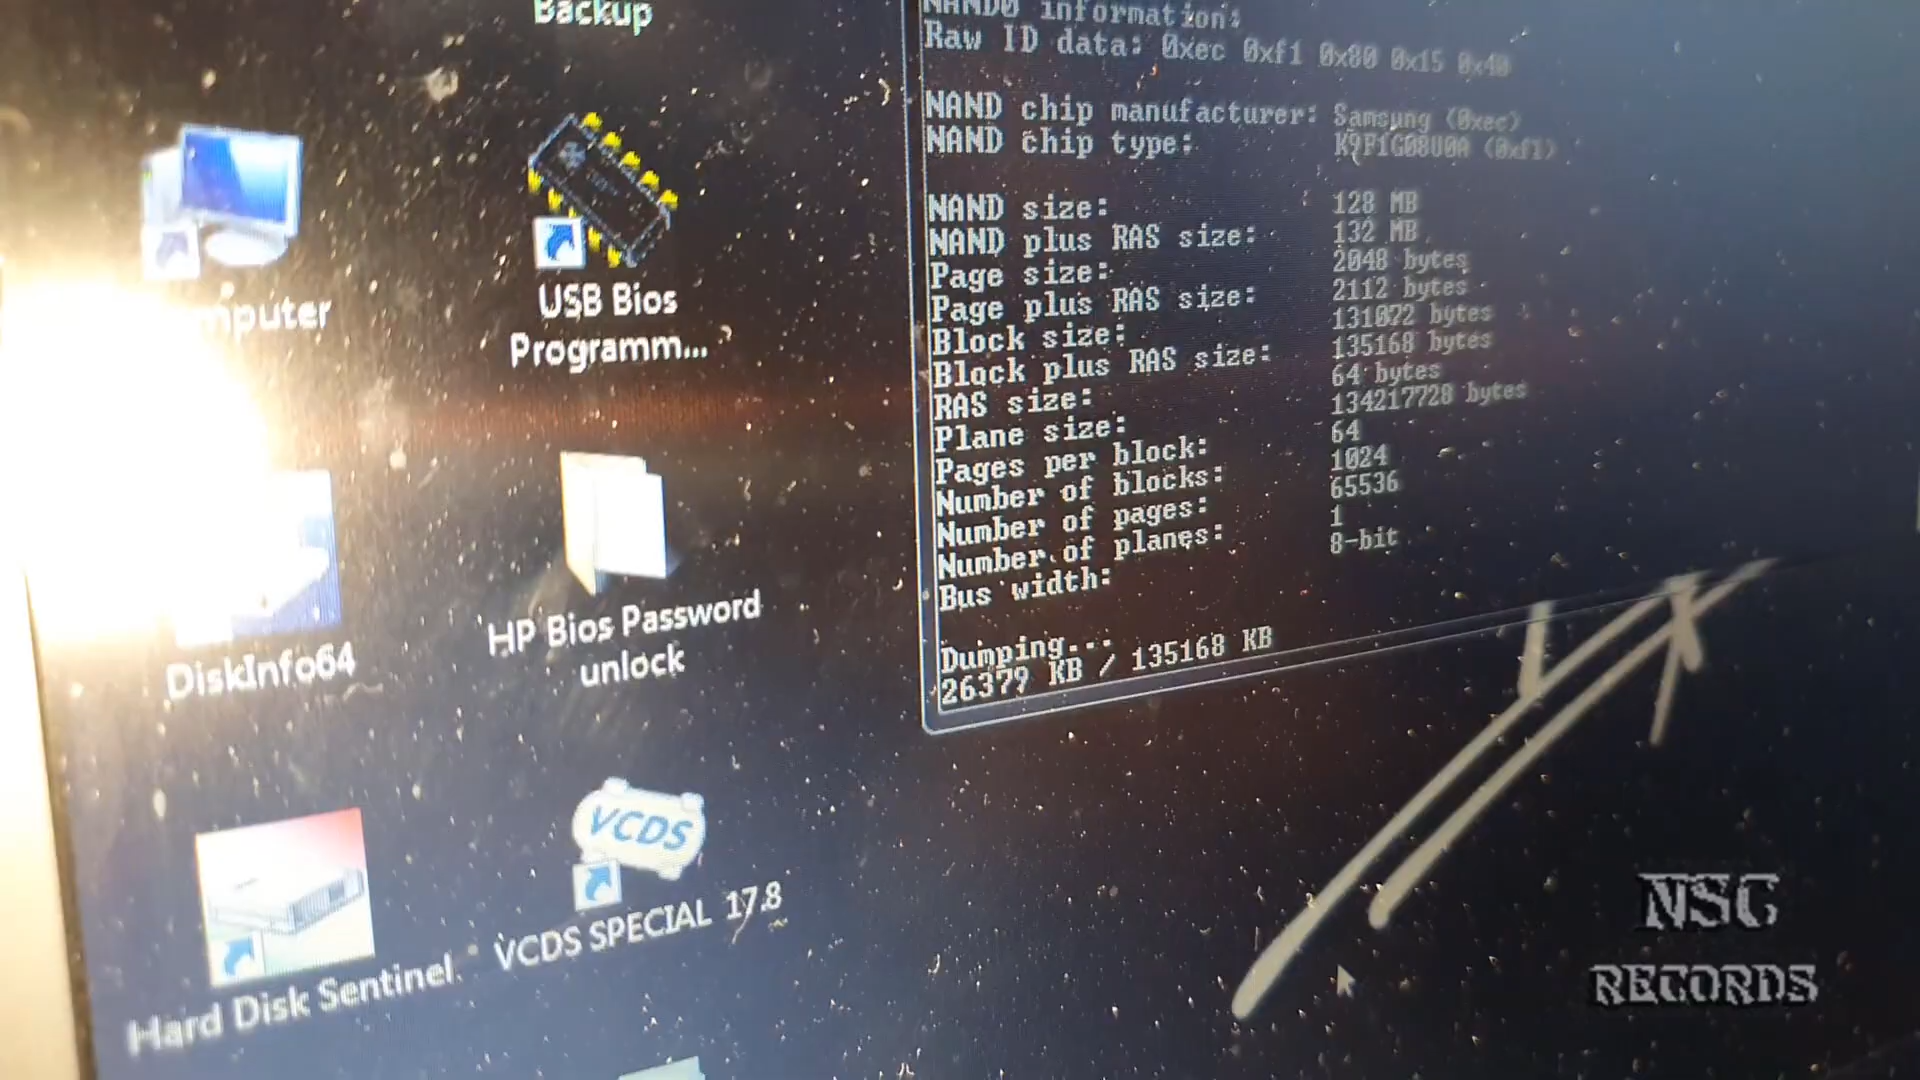 Backup
mputer
USB Bios
Programm...
DiskInfo64
HP Bios Password
unlock
Hard Disk Sentinel
VCDS
VCDS SPECIAL 17.8
NAND0 information:
Raw ID data: 0xec 0xf1 0x80 0x15 0x40
NAND chip manufacturer: Samsung (0xec)
NAND chip type: K9F1G08U0A (0xf1)
NAND size: 128 MB
NAND plus RAS size: 132 MB
Page size: 2048 bytes
Page plus RAS size: 2112 bytes
Block size: 131072 bytes
Block plus RAS size: 135168 bytes
RAS size: 64 bytes
Plane size: 134217728 bytes
Pages per block: 64
Number of blocks: 1024
Number of pages: 65536
Number of planes: 1
Bus width: 8-bit
Dumping...
26379 KB / 135168 KB
NSC
RECORDS